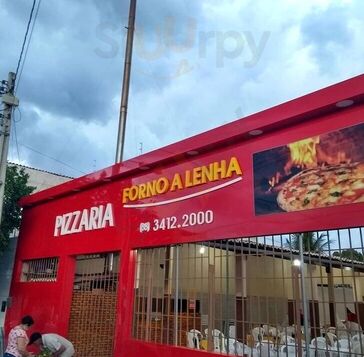 Sluurpy
PIZZARIA FORNO A LENHA
(88) 3412.2000